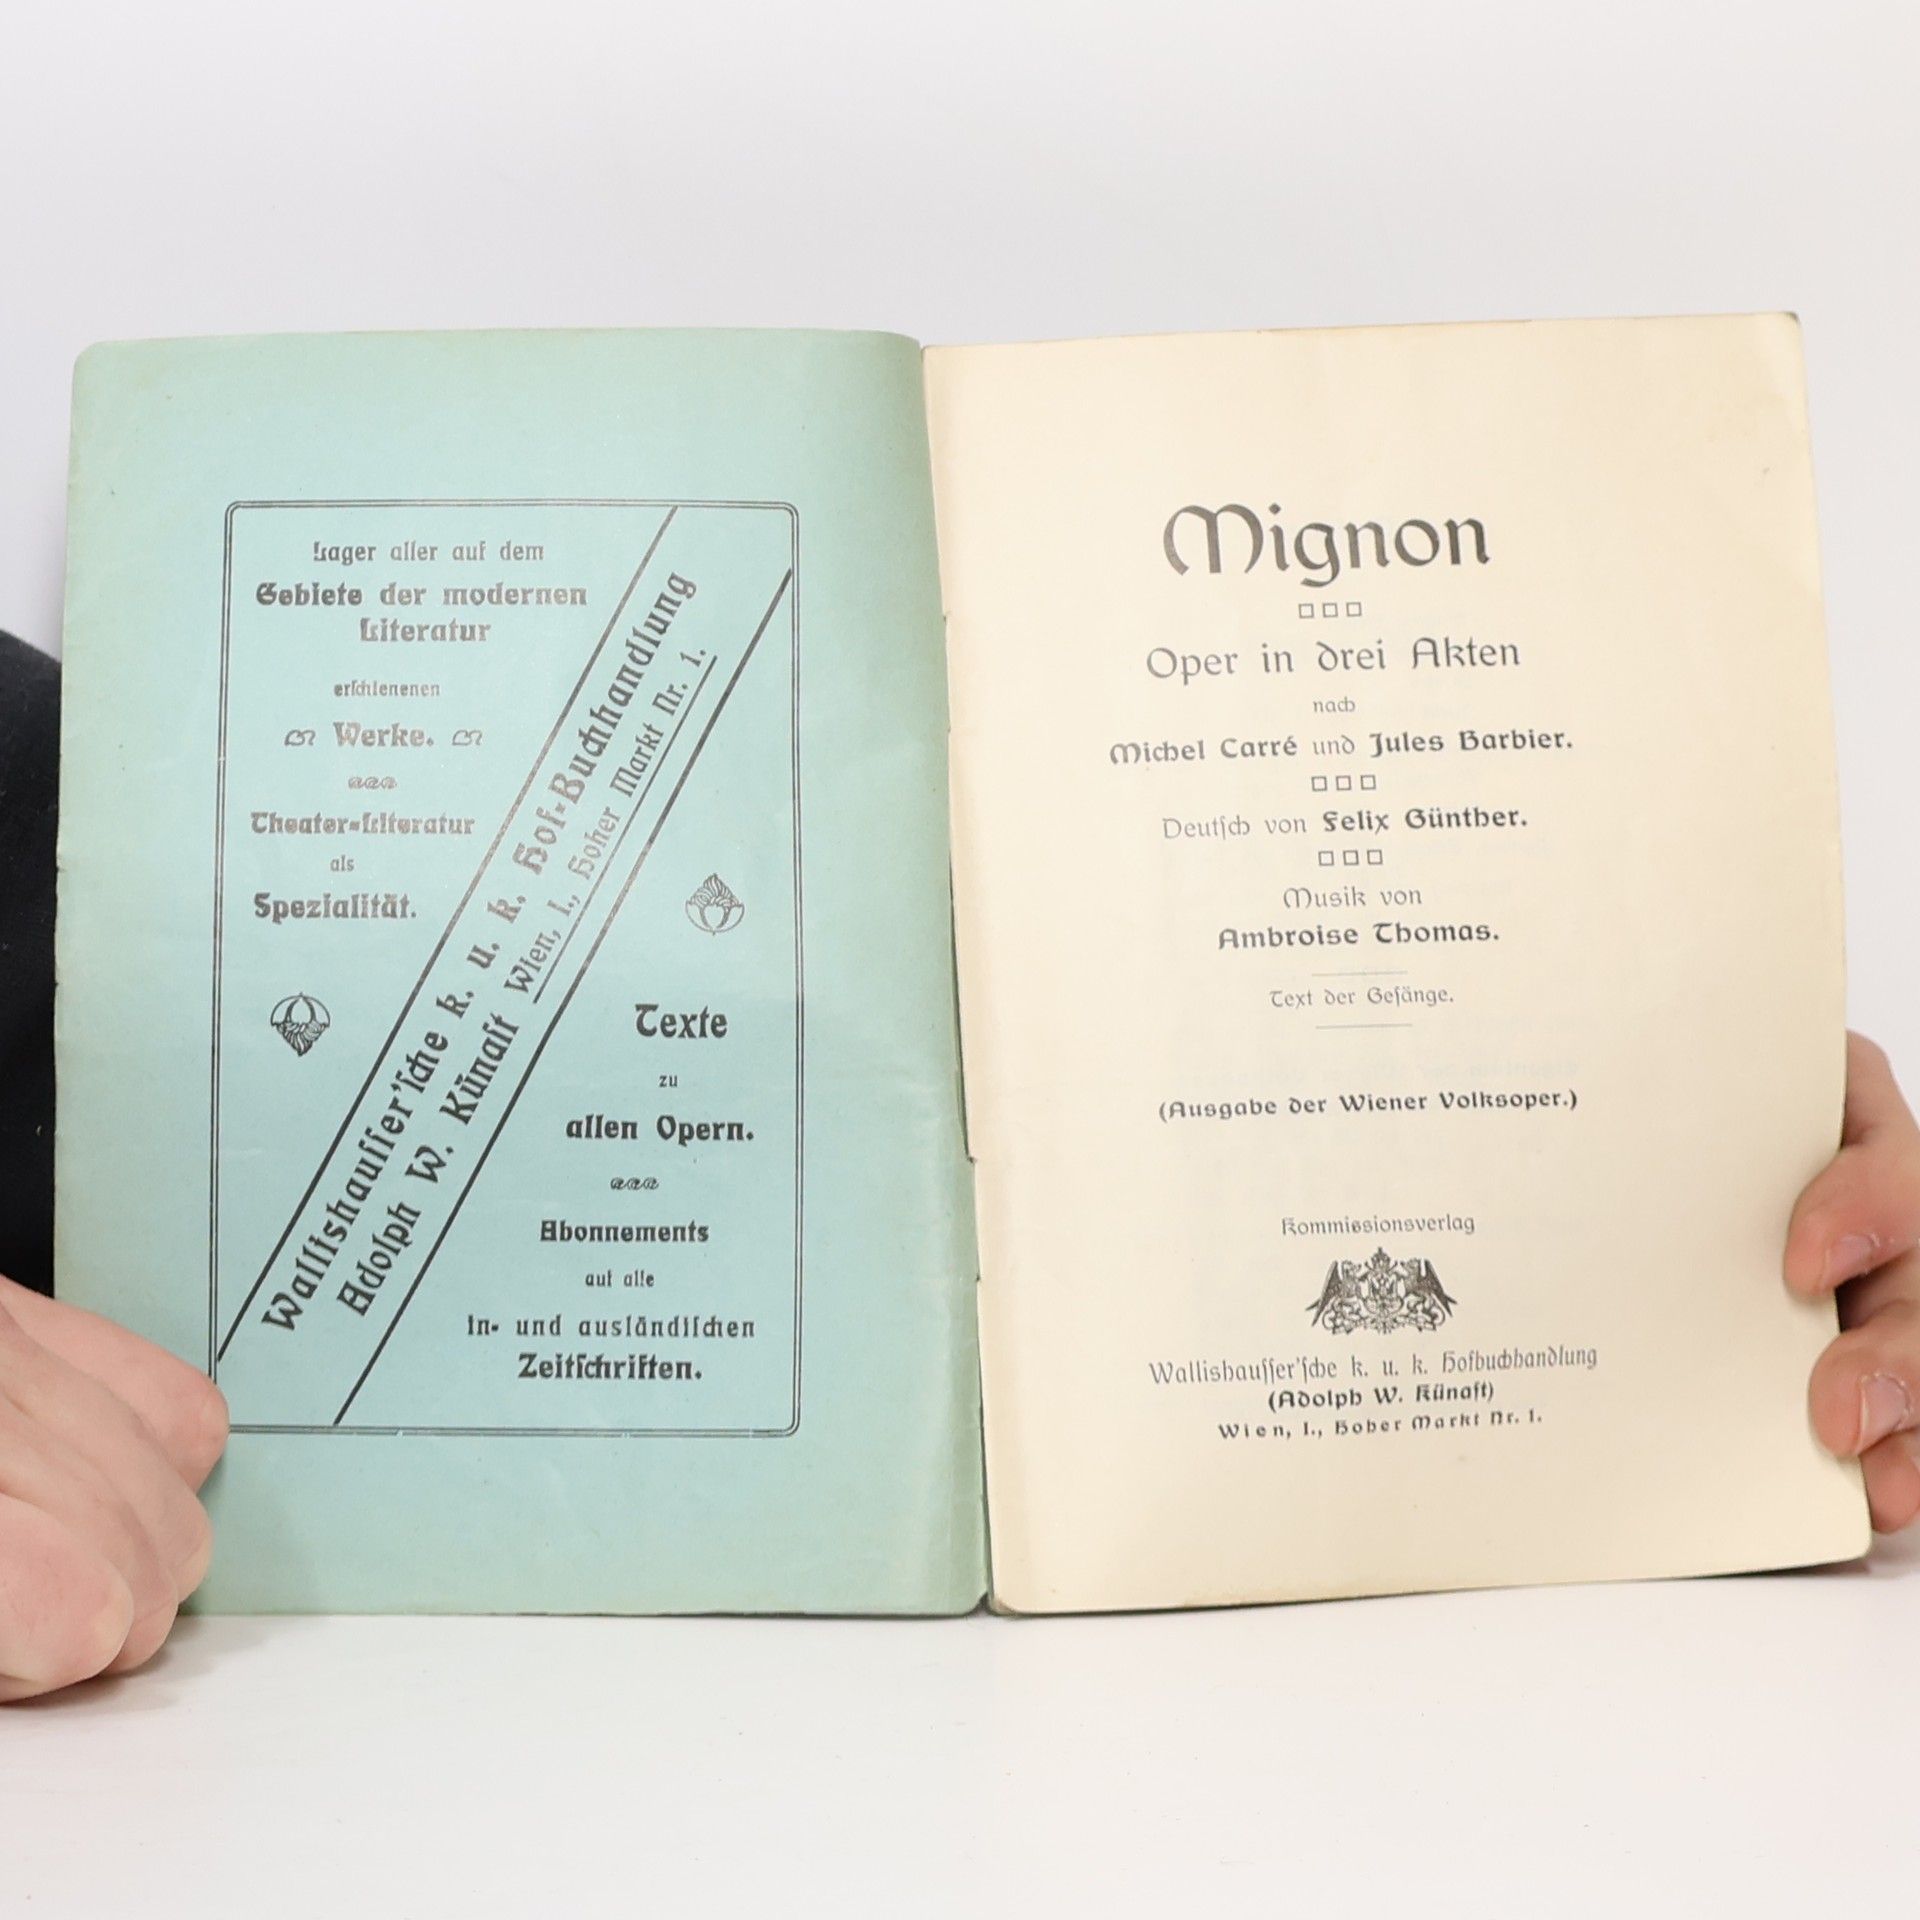 Lager aller auf dem
Gebiete der modernen
Literatur
erſchienenen
Werke.
Theater-Literatur
als
Spezialität.
Wallishauſſer'ſche k. u. k. Hof-Buchhandlung
Adolph W. Künaſt Wien, I., Hoher Markt Nr. 1.
Texte
zu
allen Opern.
Abonnements
auf alle
in- und ausländiſchen
Zeitſchriften.
Mignon
□□□
Oper in drei Akten
nach
Michel Carré und Jules Barbier.
□□□
Deutſch von Felix Günther.
□□□
Musik von
Ambroise Thomas.
Text der Geſänge.
(Ausgabe der Wiener Volksoper.)
Kommissionsverlag
Wallishauſſer'ſche k. u. k. Hofbuchhandlung
(Adolph W. Künaſt)
Wien, I., Hoher Markt Nr. 1.